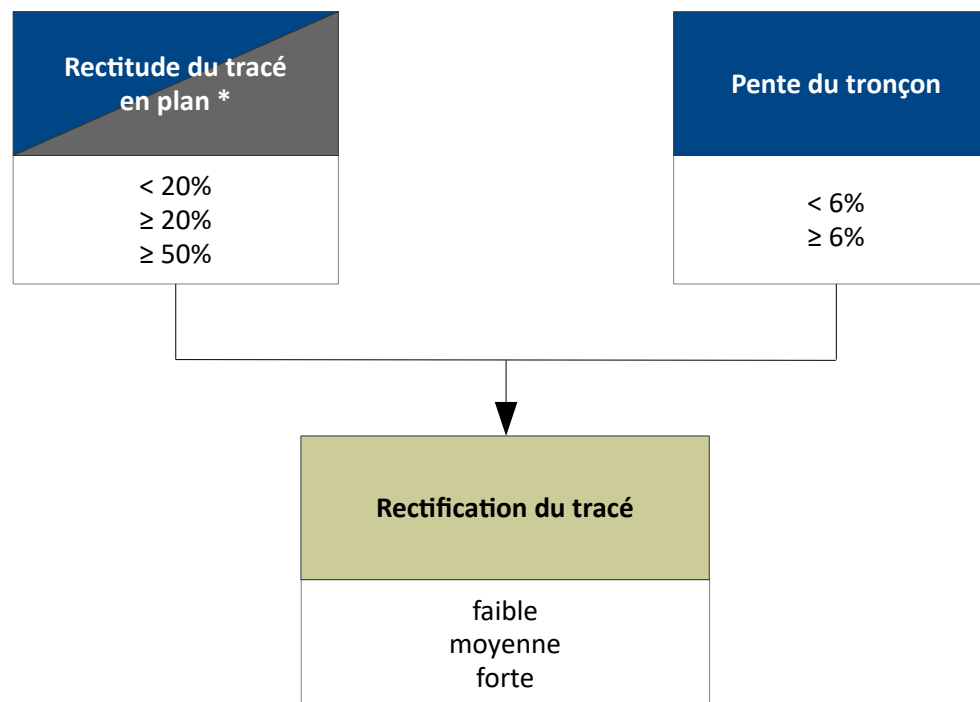 Rectitude du tracé
en plan *
< 20%
≥ 20%
≥ 50%
Pente du tronçon
< 6%
≥ 6%
Rectification du tracé
faible
moyenne
forte